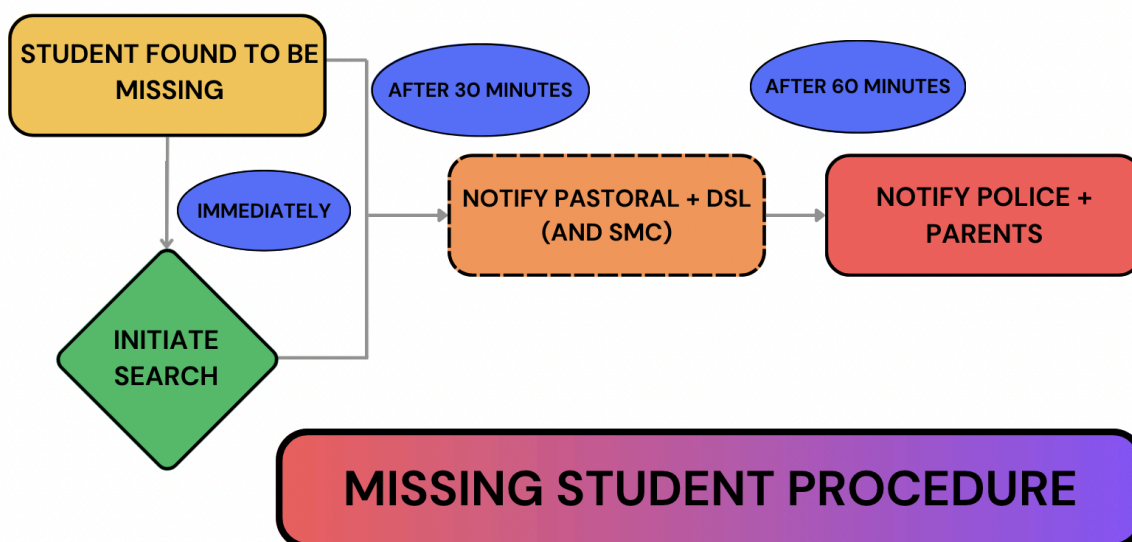 STUDENT FOUND TO BE
MISSING
AFTER 30 MINUTES
AFTER 60 MINUTES
IMMEDIATELY
NOTIFY PASTORAL + DSL
(AND SMC)
NOTIFY POLICE +
PARENTS
INITIATE
SEARCH
MISSING STUDENT PROCEDURE